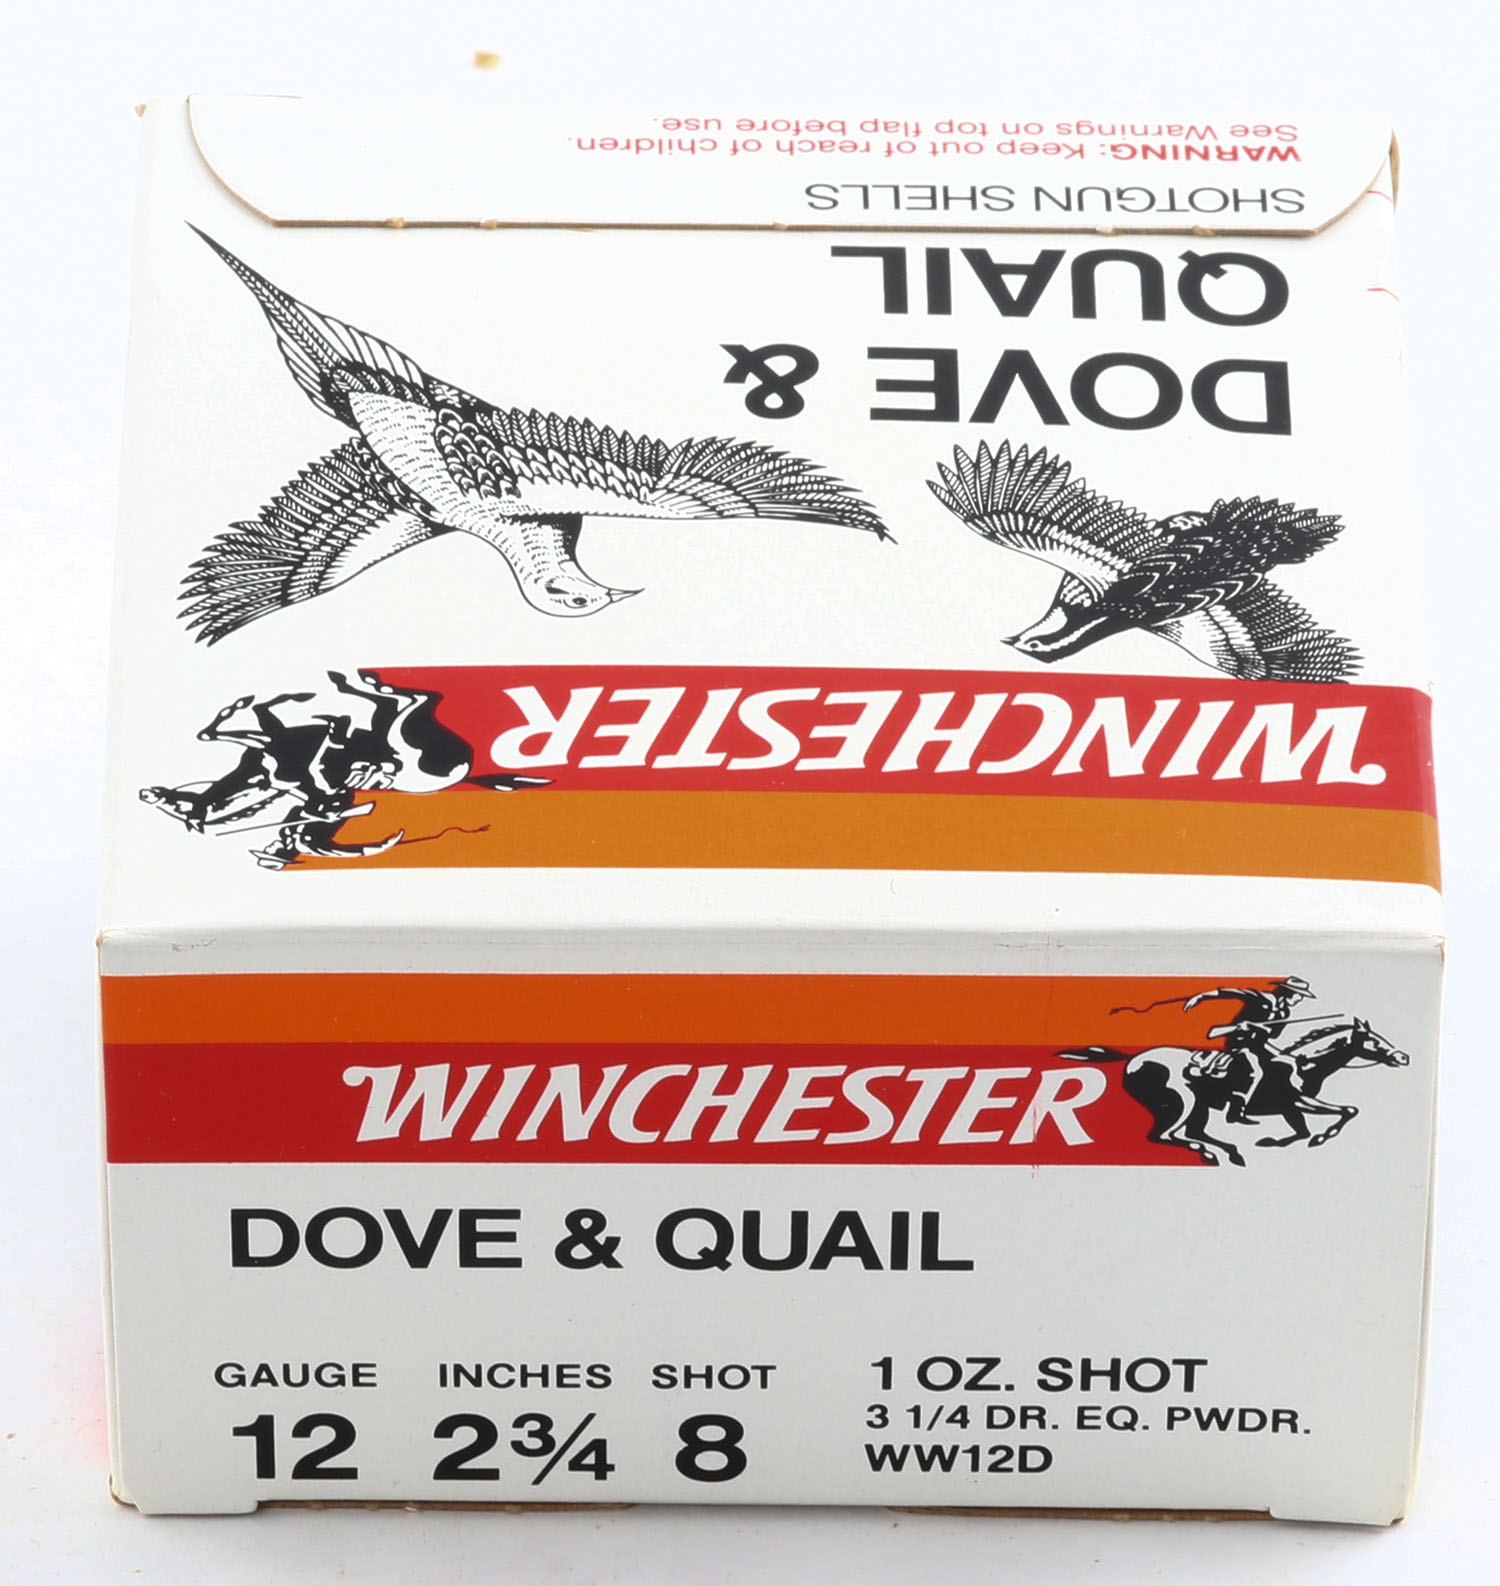 See Warnings on top flap before use.
WARNING: Keep out of reach of children.
SHOTGUN SHELLS
QUAIL
DOVE &
WINCHESTER
WINCHESTER
DOVE & QUAIL
GAUGE INCHES SHOT
12 2 3/4 8
1 OZ. SHOT
3 1/4 DR. EQ. PWDR.
WW12D